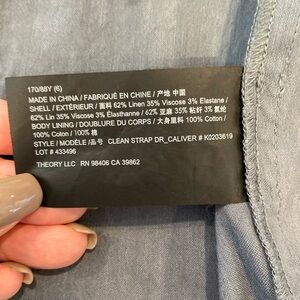 170/88Y (6)
MADE IN CHINA / FABRIQUÉ EN CHINE / 产地 中国
SHELL / EXTÉRIEUR / 面料 62% Linen 35% Viscose 3% Elastane /
62% Lin 35% Viscose 3% Élasthanne / 62% 亚麻 35% 粘纤 3% 氨纶
BODY LINING / DOUBLURE DU CORPS / 大身里料 100% Cotton /
100% Coton / 100% 棉
STYLE / MODÈLE /品号 CLEAN STRAP DR_CALIVER # K0203619
LOT # 433496
THEORY LLC RN 98406 CA 39862